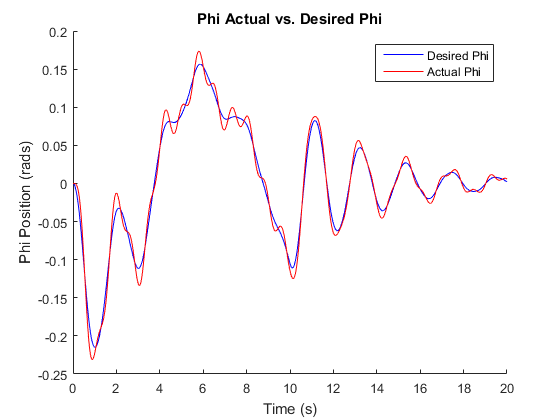 Phi Actual vs. Desired Phi
Desired Phi
Actual Phi
0.2
0.15
0.1
0.05
0
-0.05
-0.1
-0.15
-0.2
-0.25
Phi Position (rads)
0 2 4 6 8 10 12 14 16 18 20
Time (s)